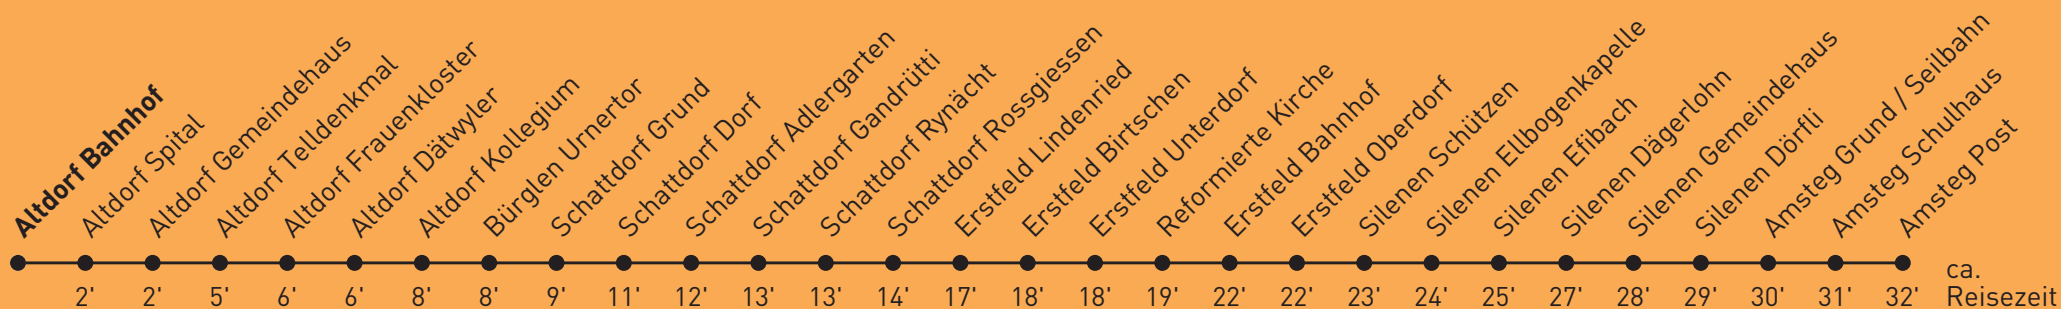 Altdorf Bahnhof
Altdorf Spital
Altdorf Gemeindehaus
Altdorf Telldenkmal
Altdorf Frauenkloster
Altdorf Dätwyler
Altdorf Kollegium
Bürglen Urnertor
Schattdorf Grund
Schattdorf Dorf
Schattdorf Adlergarten
Schattdorf Gandrütti
Schattdorf Rynächt
Schattdorf Rossgiessen
Erstfeld Lindenried
Erstfeld Birtschen
Erstfeld Unterdorf
Reformierte Kirche
Erstfeld Bahnhof
Erstfeld Oberdorf
Silenen Schützen
Silenen Ellbogenkapelle
Silenen Efibach
Silenen Dägerlohn
Silenen Gemeindehaus
Silenen Dörfli
Amsteg Grund / Seilbahn
Amsteg Schulhaus
Amsteg Post
2' 2' 5' 6' 6' 8' 8' 9' 11' 12' 13' 13' 14' 17' 18' 18' 19' 22' 22' 23' 24' 25' 27' 28' 29' 30' 31' 32'
ca.
Reisezeit